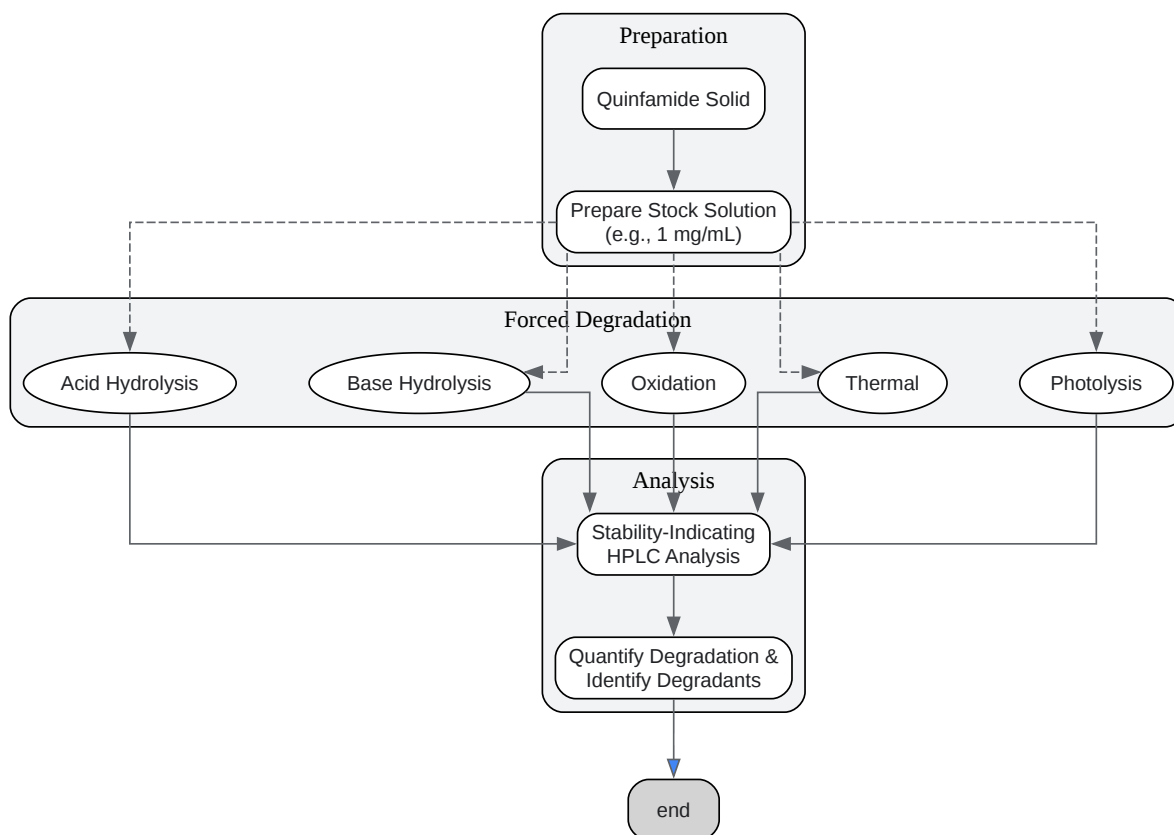 Preparation
Quinfamide Solid
Prepare Stock Solution
(e.g., 1 mg/mL)
Forced Degradation
Acid Hydrolysis
Base Hydrolysis
Oxidation
Thermal
Photolysis
Analysis
Stability-Indicating
HPLC Analysis
Quantify Degradation &
Identify Degradants
end